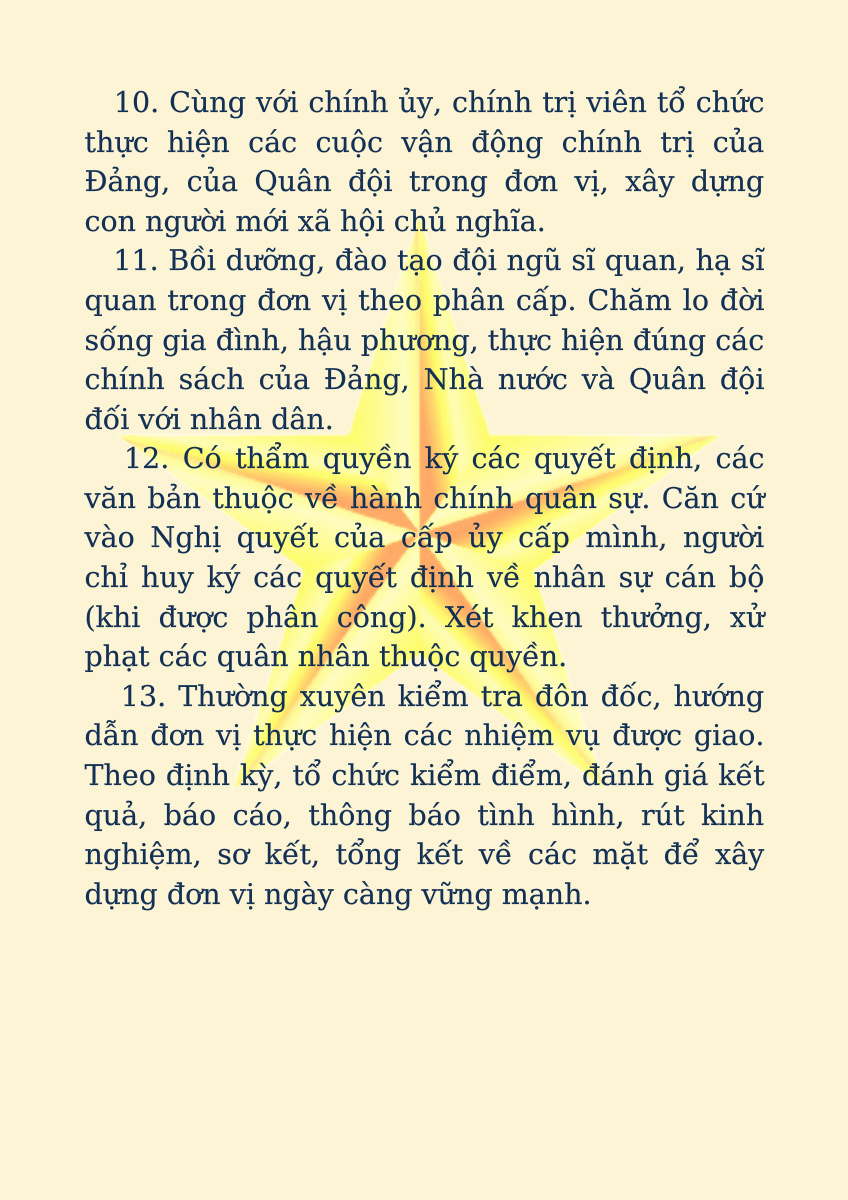 10. Cùng với chính ủy, chính trị viên tổ chức
thực hiện các cuộc vận động chính trị của
Đảng, của Quân đội trong đơn vị, xây dựng
con người mới xã hội chủ nghĩa.
11. Bồi dưỡng, đào tạo đội ngũ sĩ quan, hạ sĩ
quan trong đơn vị theo phân cấp. Chăm lo đời
sống gia đình, hậu phương, thực hiện đúng các
chính sách của Đảng, Nhà nước và Quân đội
đối với nhân dân.
12. Có thẩm quyền ký các quyết định, các
văn bản thuộc về hành chính quân sự. Căn cứ
vào Nghị quyết của cấp ủy cấp mình, người
chỉ huy ký các quyết định về nhân sự cán bộ
(khi được phân công). Xét khen thưởng, xử
phạt các quân nhân thuộc quyền.
13. Thường xuyên kiểm tra đôn đốc, hướng
dẫn đơn vị thực hiện các nhiệm vụ được giao.
Theo định kỳ, tổ chức kiểm điểm, đánh giá kết
quả, báo cáo, thông báo tình hình, rút kinh
nghiệm, sơ kết, tổng kết về các mặt để xây
dựng đơn vị ngày càng vững mạnh.